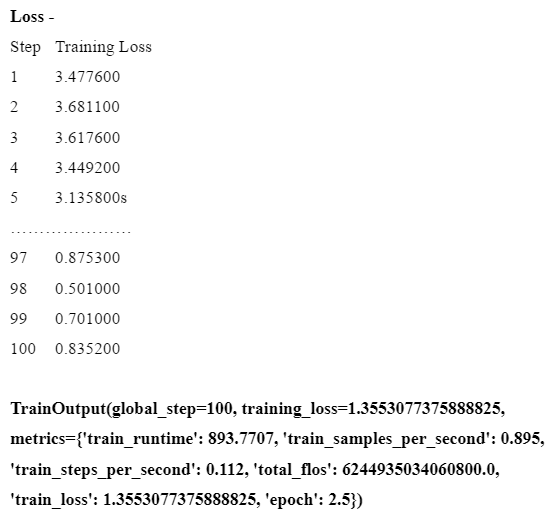 Loss -
Step Training Loss
1 3.477600
2 3.681100
3 3.617600
4 3.449200
5 3.135800s
…………………
97 0.875300
98 0.501000
99 0.701000
100 0.835200
TrainOutput(global_step=100, training_loss=1.3553077375888825,
metrics={'train_runtime': 893.7707, 'train_samples_per_second': 0.895,
'train_steps_per_second': 0.112, 'total_flos': 6244935034060800.0,
'train_loss': 1.3553077375888825, 'epoch': 2.5})